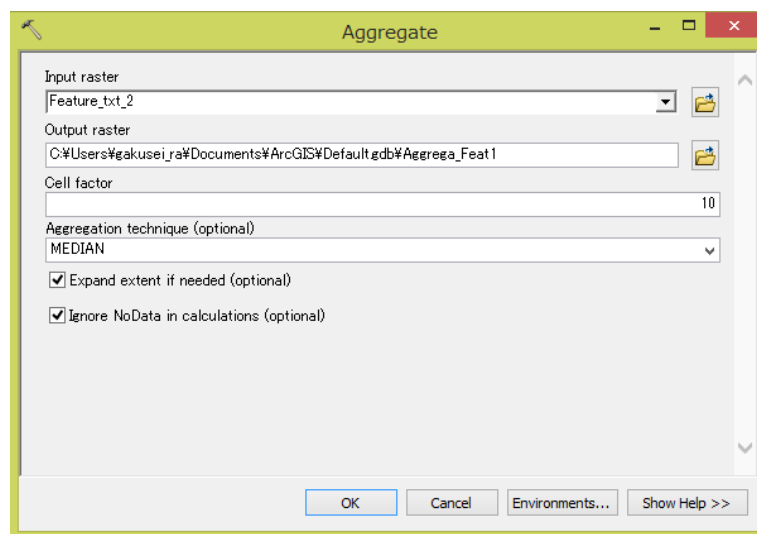 Aggregate
Input raster
Feature_txt_2
Output raster
C:¥Users¥gakusei_ra¥Documents¥ArcGIS¥Default.gdb¥Aggrega_Feat1
Cell factor
10
Aggregation technique (optional)
MEDIAN
Expand extent if needed (optional)
Ignore NoData in calculations (optional)
OK
Cancel
Environments...
Show Help >>